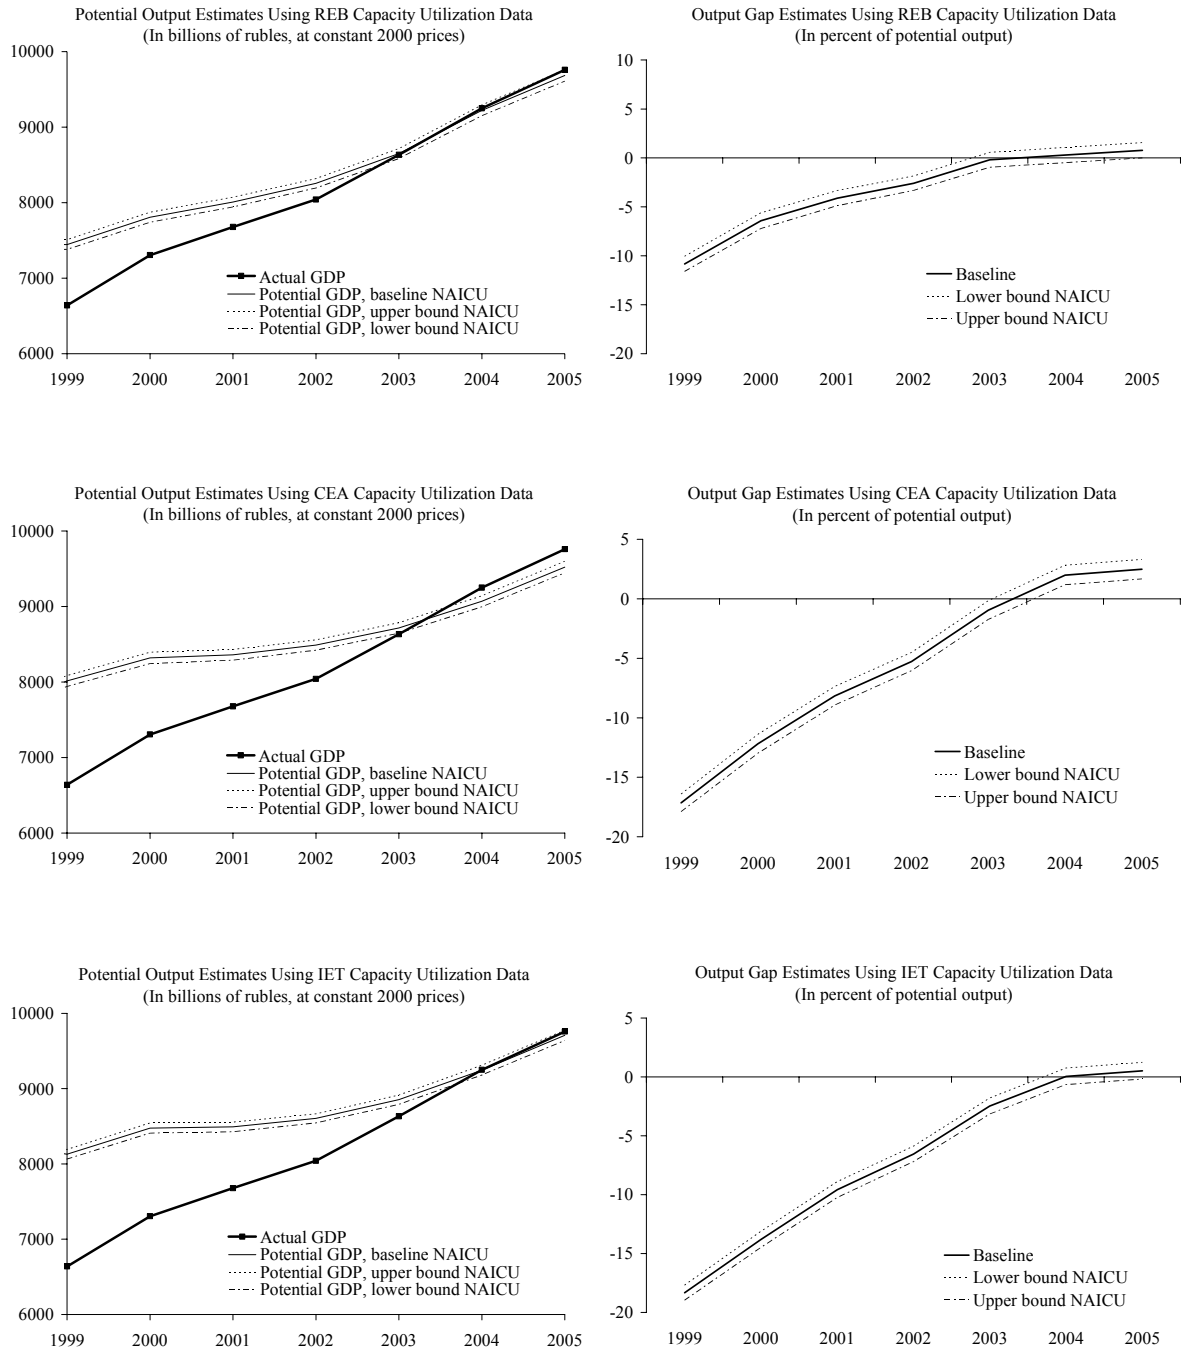 Potential Output Estimates Using REB Capacity Utilization Data
(In billions of rubles, at constant 2000 prices)
10000
9000
8000
7000
6000
Actual GDP
Potential GDP, baseline NAICU
Potential GDP, upper bound NAICU
Potential GDP, lower bound NAICU
1999 2000 2001 2002 2003 2004 2005
Output Gap Estimates Using REB Capacity Utilization Data
(In percent of potential output)
10
5
0
-5
-10
-15
-20
Baseline
Lower bound NAICU
Upper bound NAICU
1999 2000 2001 2002 2003 2004 2005
Potential Output Estimates Using CEA Capacity Utilization Data
(In billions of rubles, at constant 2000 prices)
10000
9000
8000
7000
6000
Actual GDP
Potential GDP, baseline NAICU
Potential GDP, upper bound NAICU
Potential GDP, lower bound NAICU
1999 2000 2001 2002 2003 2004 2005
Output Gap Estimates Using CEA Capacity Utilization Data
(In percent of potential output)
5
0
-5
-10
-15
-20
Baseline
Lower bound NAICU
Upper bound NAICU
1999 2000 2001 2002 2003 2004 2005
Potential Output Estimates Using IET Capacity Utilization Data
(In billions of rubles, at constant 2000 prices)
10000
9000
8000
7000
6000
Actual GDP
Potential GDP, baseline NAICU
Potential GDP, upper bound NAICU
Potential GDP, lower bound NAICU
1999 2000 2001 2002 2003 2004 2005
Output Gap Estimates Using IET Capacity Utilization Data
(In percent of potential output)
5
0
-5
-10
-15
-20
Baseline
Lower bound NAICU
Upper bound NAICU
1999 2000 2001 2002 2003 2004 2005